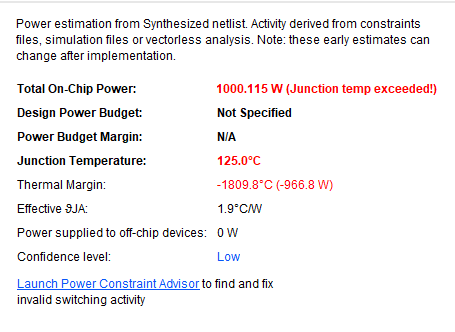 Power estimation from Synthesized netlist. Activity derived from constraints
files, simulation files or vectorless analysis. Note: these early estimates can
change after implementation.
Total On-Chip Power: 1000.115 W (Junction temp exceeded!)
Design Power Budget: Not Specified
Power Budget Margin: N/A
Junction Temperature: 125.0°C
Thermal Margin: -1809.8°C (-966.8 W)
Effective ϑJA: 1.9°C/W
Power supplied to off-chip devices: 0 W
Confidence level: Low
Launch Power Constraint Advisor to find and fix
invalid switching activity